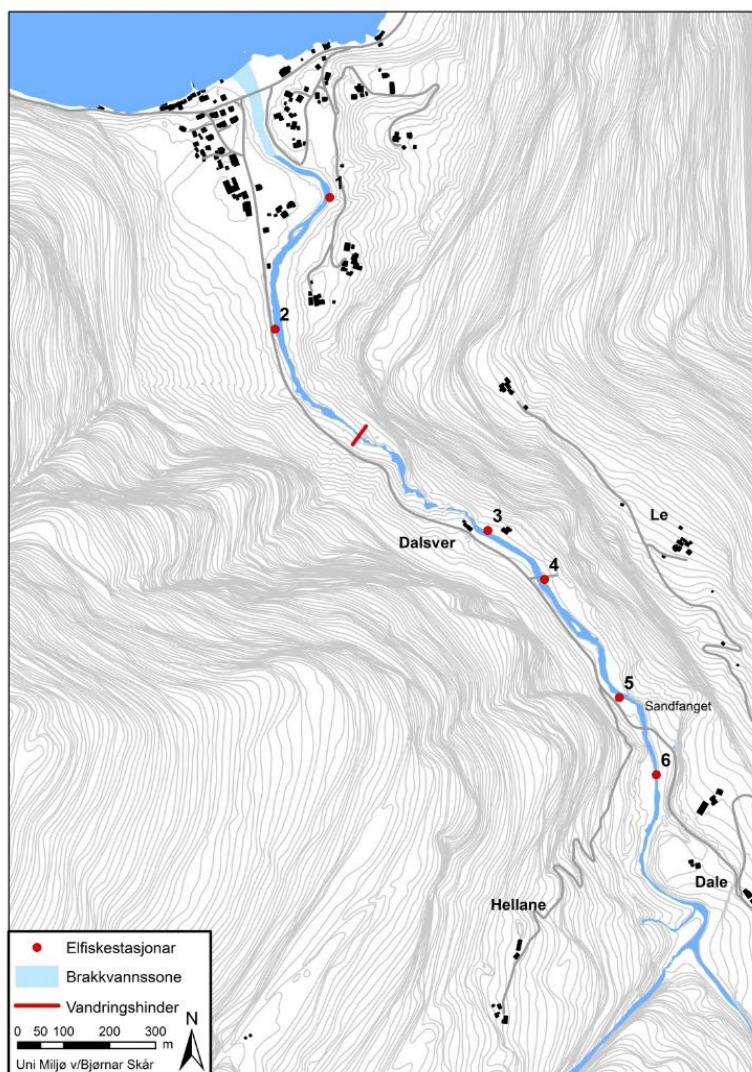 1
2
3
Le
Dalsver
4
5
Sandfanget
6
Dale
Hellane
Elfiskestasjonar
Brakkvannssone
Vandringshinder
0 50 100 200 300
m
N
Uni Miljø v/Bjørnar Skår